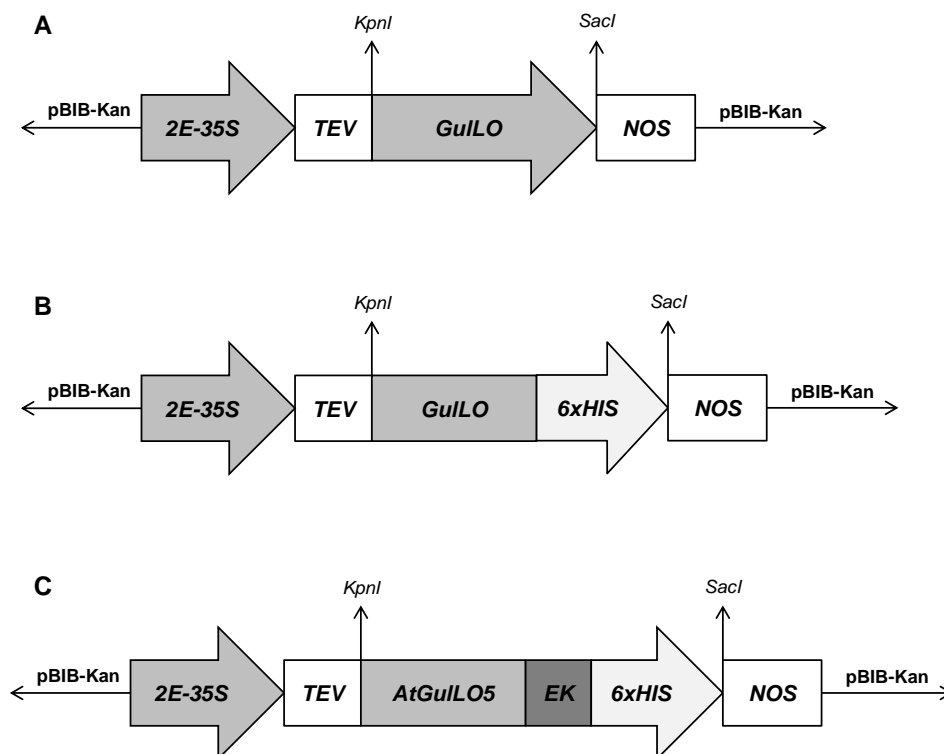 A
KpnI
SacI
pBIB-Kan
2E-35S
TEV
GulLO
NOS
pBIB-Kan
B
KpnI
SacI
pBIB-Kan
2E-35S
TEV
GulLO
6xHIS
NOS
pBIB-Kan
C
KpnI
SacI
pBIB-Kan
2E-35S
TEV
AtGulLO5
EK
6xHIS
NOS
pBIB-Kan